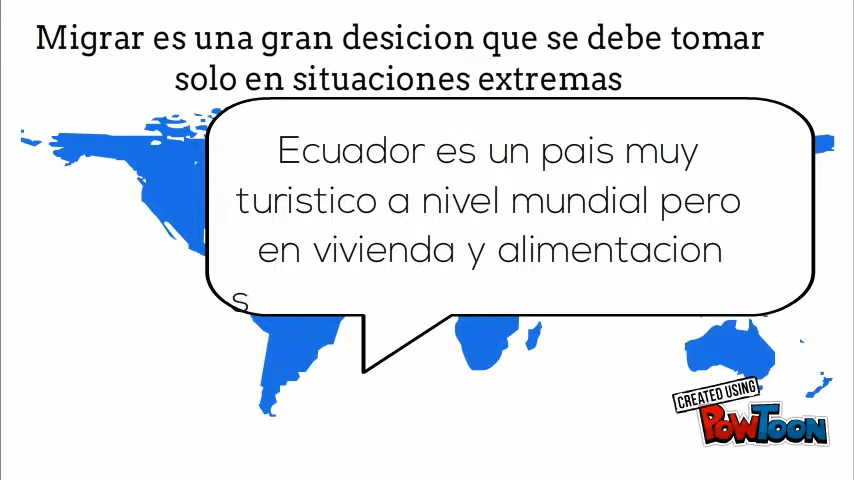 Migrar es una gran desicion que se debe tomar
solo en situaciones extremas
Ecuador es un pais muy
turistico a nivel mundial pero
en vivienda y alimentacion
s
CREATED USING
POWTOON